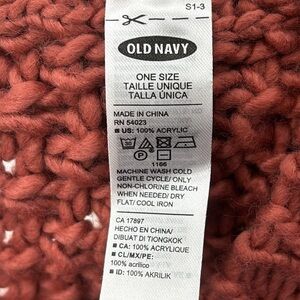 S1-3
OLD NAVY
ONE SIZE
TAILLE UNIQUE
TALLA ÚNICA
MADE IN CHINA
RN 54023
■ US: 100% ACRYLIC
1166
MACHINE WASH COLD
GENTLE CYCLE/ ONLY
NON-CHLORINE BLEACH
WHEN NEEDED/ DRY
FLAT/ COOL IRON
CA 17897
HECHO EN CHINA/
DIBUAT DI TIONGKOK
■ CA: 100% ACRYLIQUE
■ CL/MX/PE:
100% acrílico
■ ID: 100% AKRILIK